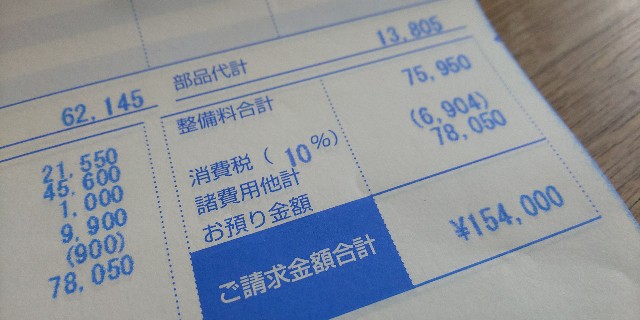 部品代計 13,805
62,145
整備料合計 75,950
消費税( 10%) (6,904)
諸費用他計 78,050
お預り金額
ご請求金額合計 ¥154,000
21,550
45,600
1,000
9,900
(900)
78,050